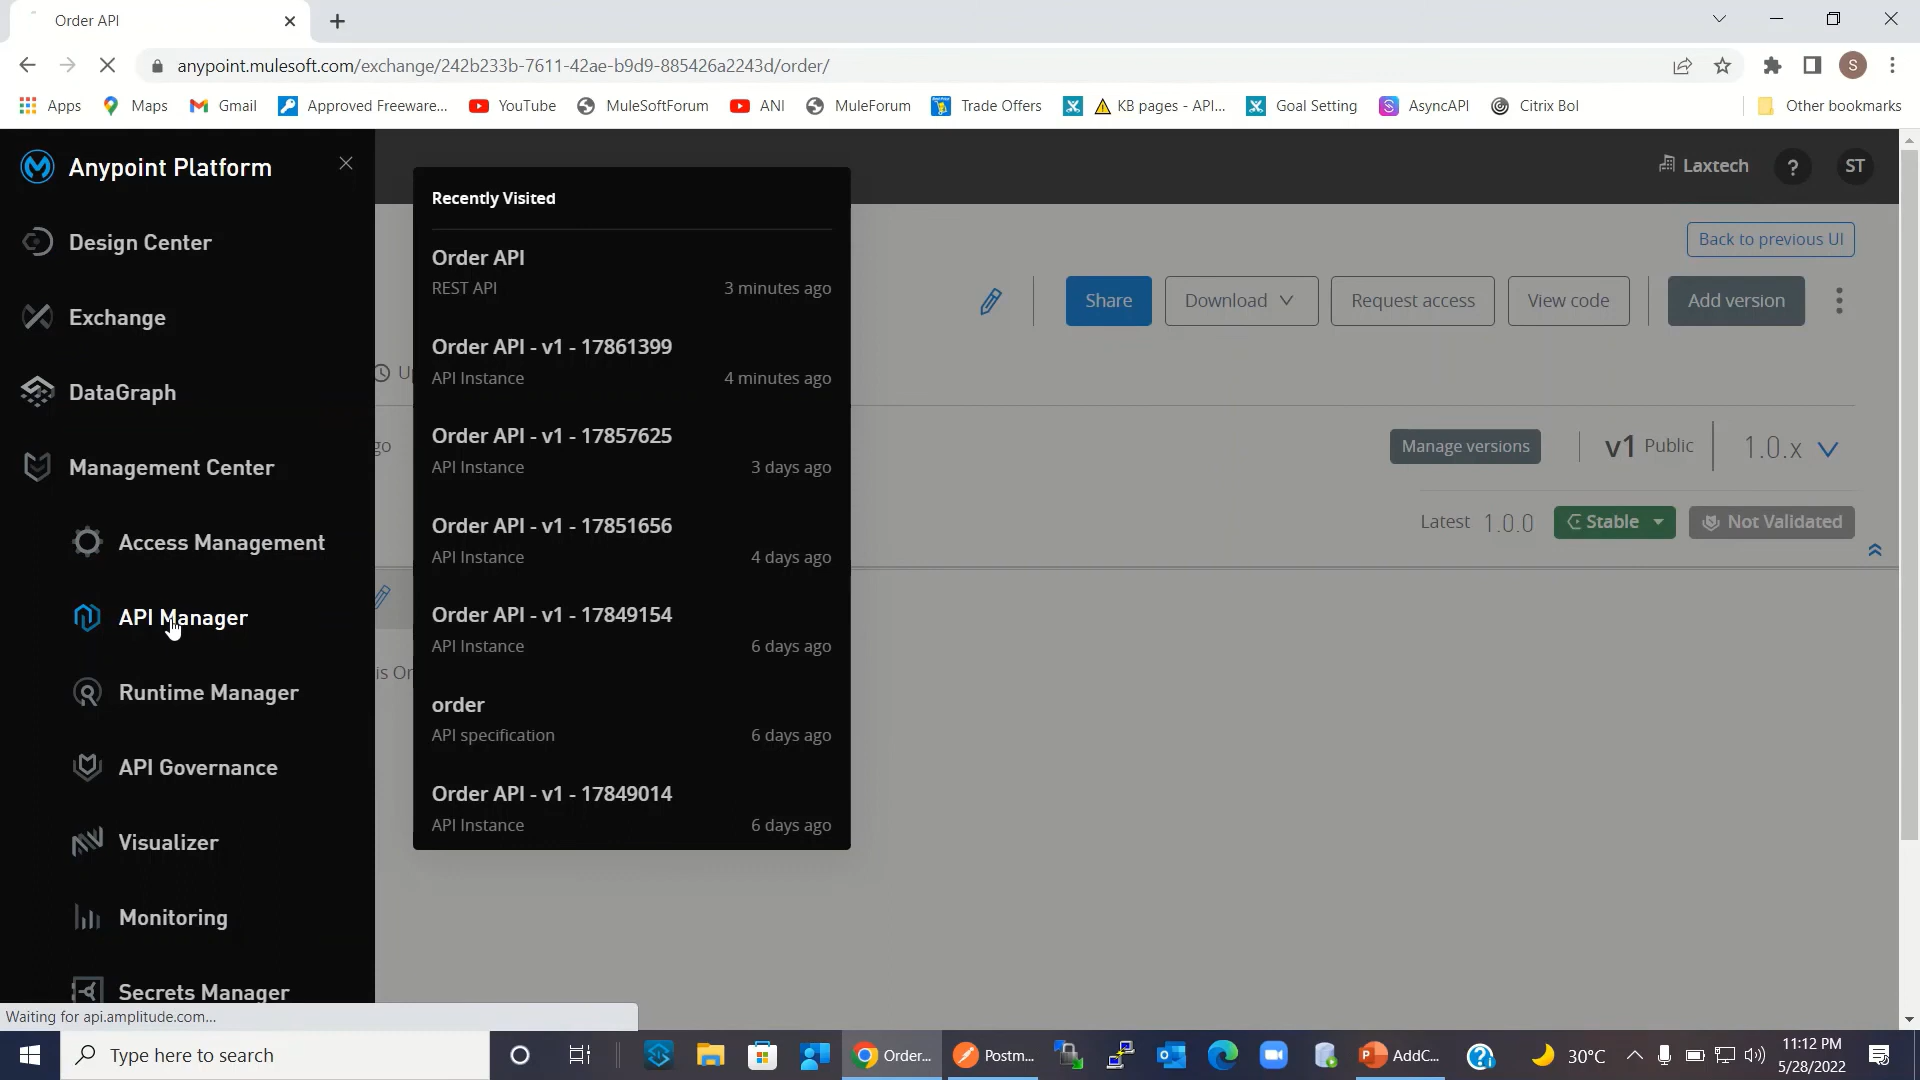 Order API
anypoint.mulesoft.com/exchange/242b233b-7611-42ae-b9d9-885426a2243d/order/
S
Apps
Maps
Gmail
Approved Freeware...
YouTube
MuleSoftForum
ANI
MuleForum
Trade Offers
KB pages - API...
Goal Setting
AsyncAPI
Citrix Bol
Other bookmarks
Anypoint Platform
Laxtech
?
ST
Design Center
Exchange
DataGraph
Management Center
Access Management
API Manager
Runtime Manager
API Governance
Visualizer
Monitoring
Secrets Manager
Recently Visited
Order API
REST API 3 minutes ago
Order API - v1 - 17861399
API Instance 4 minutes ago
Order API - v1 - 17857625
API Instance 3 days ago
Order API - v1 - 17851656
API Instance 4 days ago
Order API - v1 - 17849154
API Instance 6 days ago
order
API specification 6 days ago
Order API - v1 - 17849014
API Instance 6 days ago
Back to previous UI
Share
Download
Request access
View code
Add version
Up
go
Manage versions
v1 Public
1.0.x
Latest 1.0.0
Stable
Not Validated
is Or
Waiting for api.amplitude.com...
Type here to search
Order...
Postm...
AddC...
30°C
11:12 PM
5/28/2022